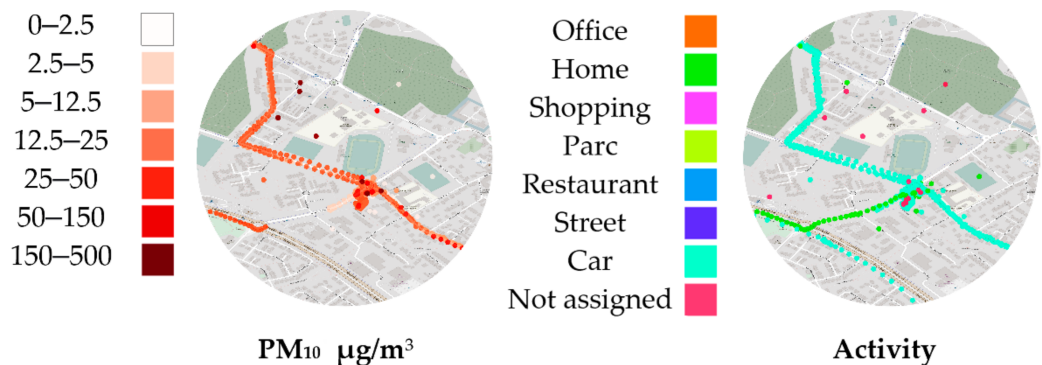 0–2.5
2.5–5
5–12.5
12.5–25
25–50
50–150
150–500
PM10 µg/m³
Office
Home
Shopping
Parc
Restaurant
Street
Car
Not assigned
Activity